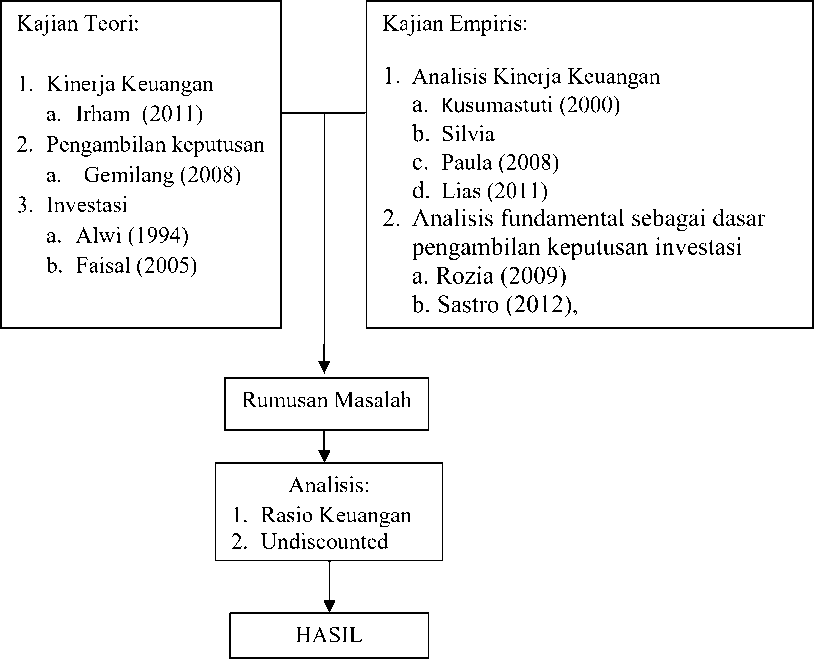 Kajian Teori:
1. Kinerja Keuangan
a. Irham (2011)
2. Pengambilan keputusan
a. Gemilang (2008)
3. Investasi
a. Alwi (1994)
b. Faisal (2005)
Kajian Empiris:
1. Analisis Kinerja Keuangan
a. Kusumastuti (2000)
b. Silvia
c. Paula (2008)
d. Lias (2011)
2. Analisis fundamental sebagai dasar
pengambilan keputusan investasi
a. Rozia (2009)
b. Sastro (2012),
Rumusan Masalah
Analisis:
1. Rasio Keuangan
2. Undiscounted
HASIL